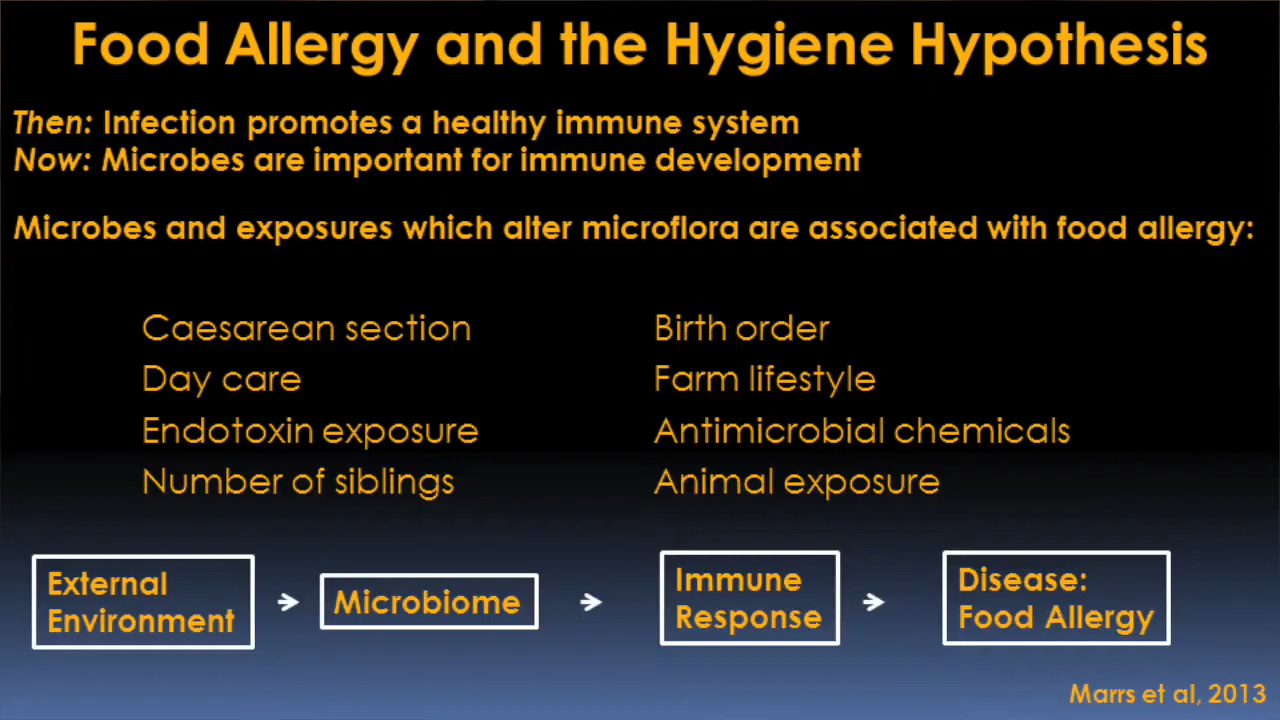 Food Allergy and the Hygiene Hypothesis
Then: Infection promotes a healthy immune system
Now: Microbes are important for immune development
Microbes and exposures which alter microflora are associated with food allergy:
Caesarean section
Day care
Endotoxin exposure
Number of siblings
Birth order
Farm lifestyle
Antimicrobial chemicals
Animal exposure
External
Environment
Microbiome
Immune
Response
Disease:
Food Allergy
Marrs et al, 2013